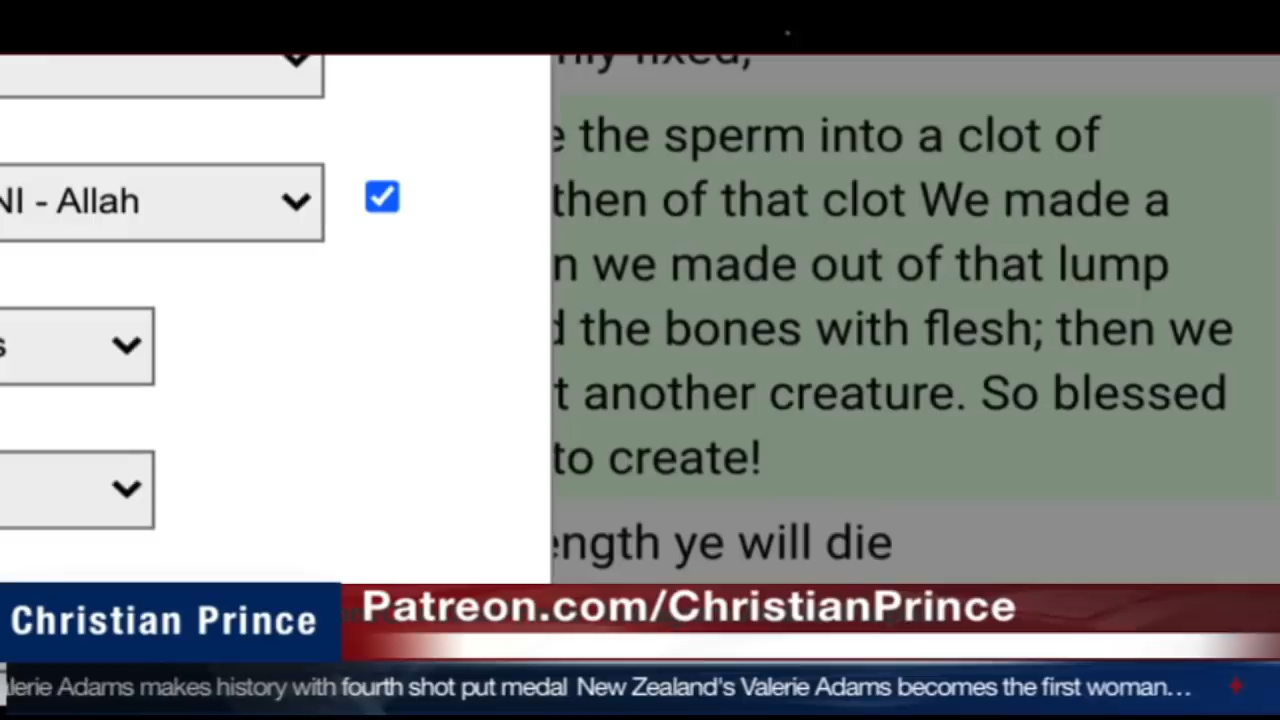 fixed,
NI - Allah
the sperm into a clot of
then of that clot We made a
we made out of that lump
the bones with flesh; then we
another creature. So blessed
to create!
ye will die
Christian Prince
Patreon.com/ChristianPrince
Adams makes history with fourth shot put medal New Zealand's Valerie Adams becomes the first woman...